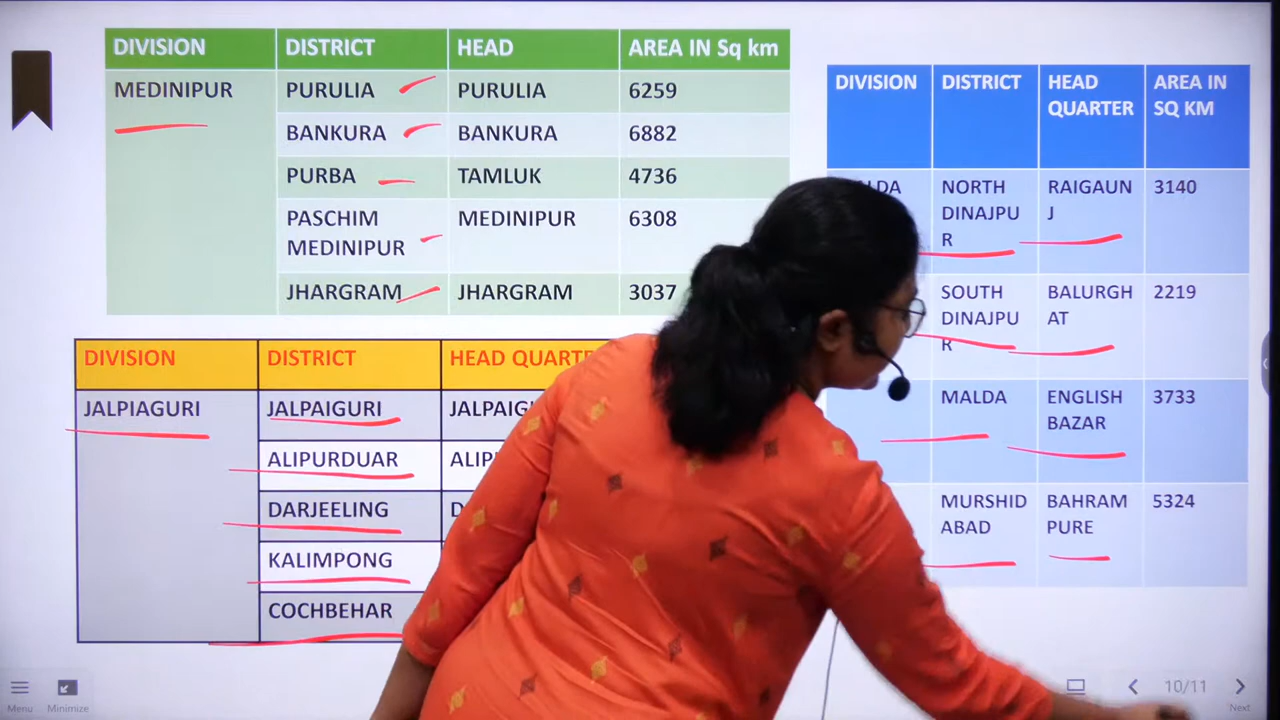 DIVISION DISTRICT HEAD AREA IN Sq km
MEDINIPUR PURULIA PURULIA 6259
BANKURA BANKURA 6882
PURBA TAMLUK 4736
PASCHIM MEDINIPUR 6308
MEDINIPUR
JHARGRAM JHARGRAM 3037
DIVISION DISTRICT HEAD
JALPIAGURI JALPAIGURI
ALIPURDUAR
DARJEELING
KALIMPONG
COCHBEHAR
DIVISION DISTRICT HEAD AREA IN
QUARTER SQ KM
NORTH RAIGAUN 3140
DINAJPU J
R
SOUTH BALURGH 2219
DINAJPU AT
R
MALDA ENGLISH 3733
BAZAR
MURSHID BAHRAM 5324
ABAD PURE
Menu Minimize 10/11 Next